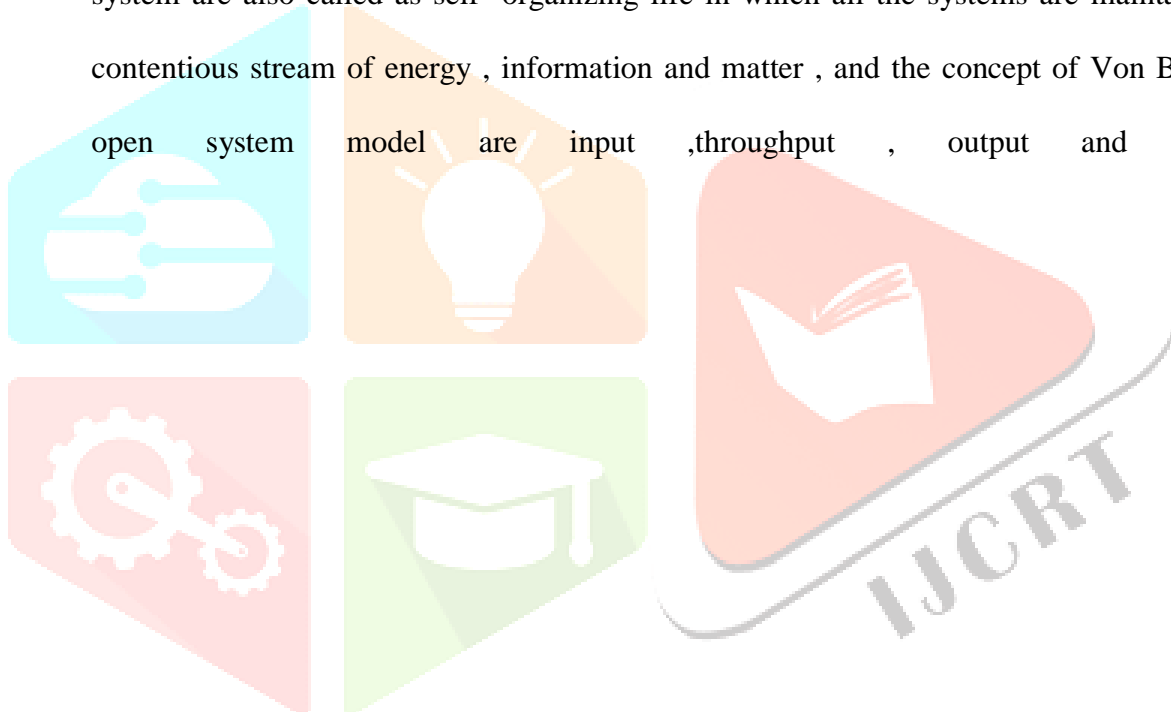 system are also called as self- organizing life in which all the systems are
contentious stream of energy , information and matter , and the concept of Von
open system model are input ,throughput , output and
IJCRT